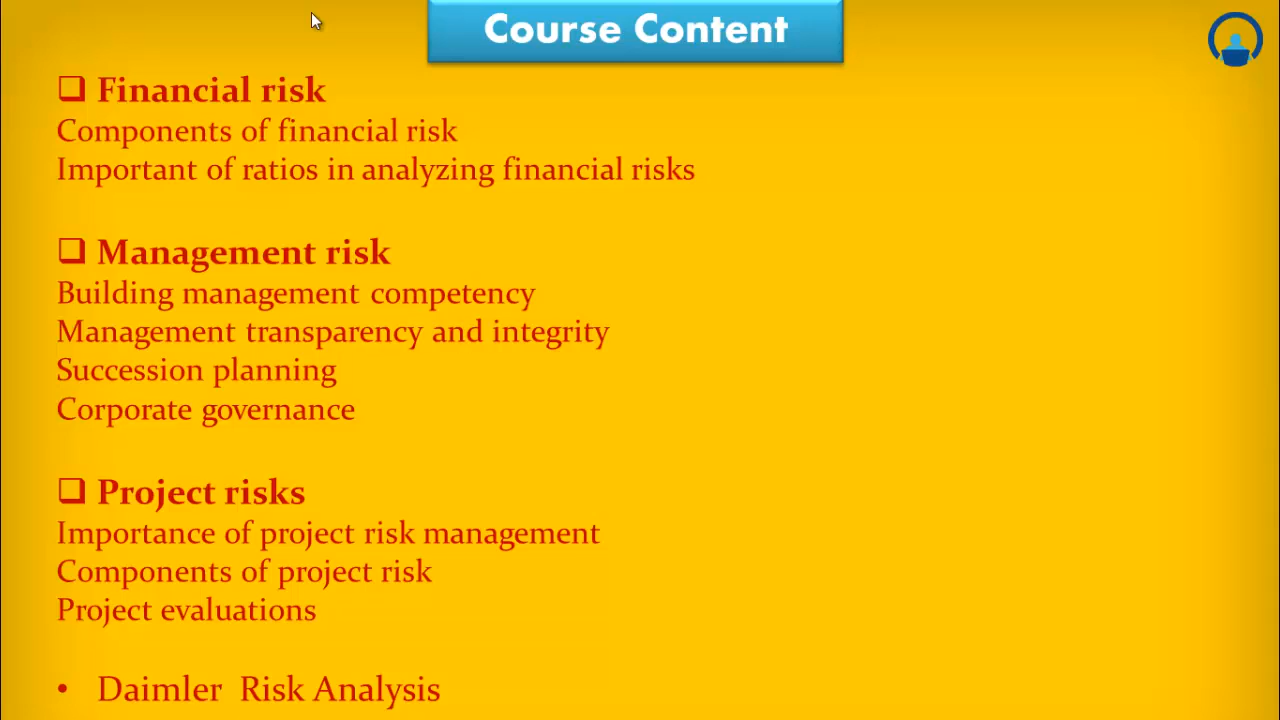 Course Content
❑ Financial risk
Components of financial risk
Important of ratios in analyzing financial risks
❑ Management risk
Building management competency
Management transparency and integrity
Succession planning
Corporate governance
❑ Project risks
Importance of project risk management
Components of project risk
Project evaluations
• Daimler Risk Analysis